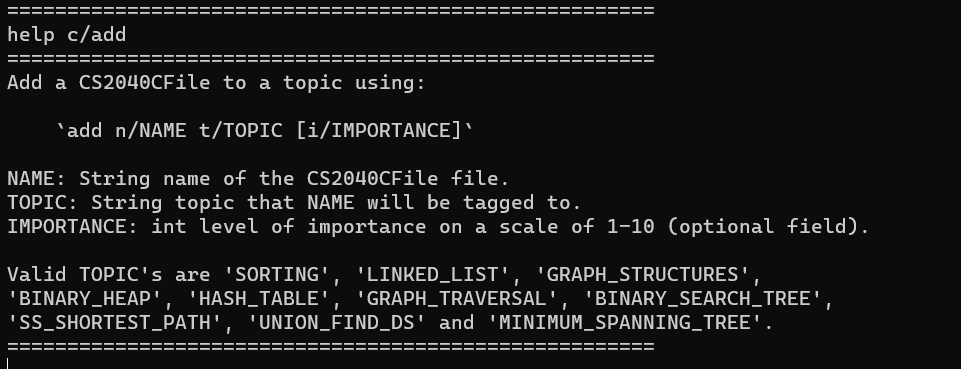 ======================================================
help c/add
======================================================
Add a CS2040CFile to a topic using:
`add n/NAME t/TOPIC [i/IMPORTANCE]`
NAME: String name of the CS2040CFile file.
TOPIC: String topic that NAME will be tagged to.
IMPORTANCE: int level of importance on a scale of 1-10 (optional field).
Valid TOPIC's are 'SORTING', 'LINKED_LIST', 'GRAPH_STRUCTURES',
'BINARY_HEAP', 'HASH_TABLE', 'GRAPH_TRAVERSAL', 'BINARY_SEARCH_TREE',
'SS_SHORTEST_PATH', 'UNION_FIND_DS' and 'MINIMUM_SPANNING_TREE'.
======================================================